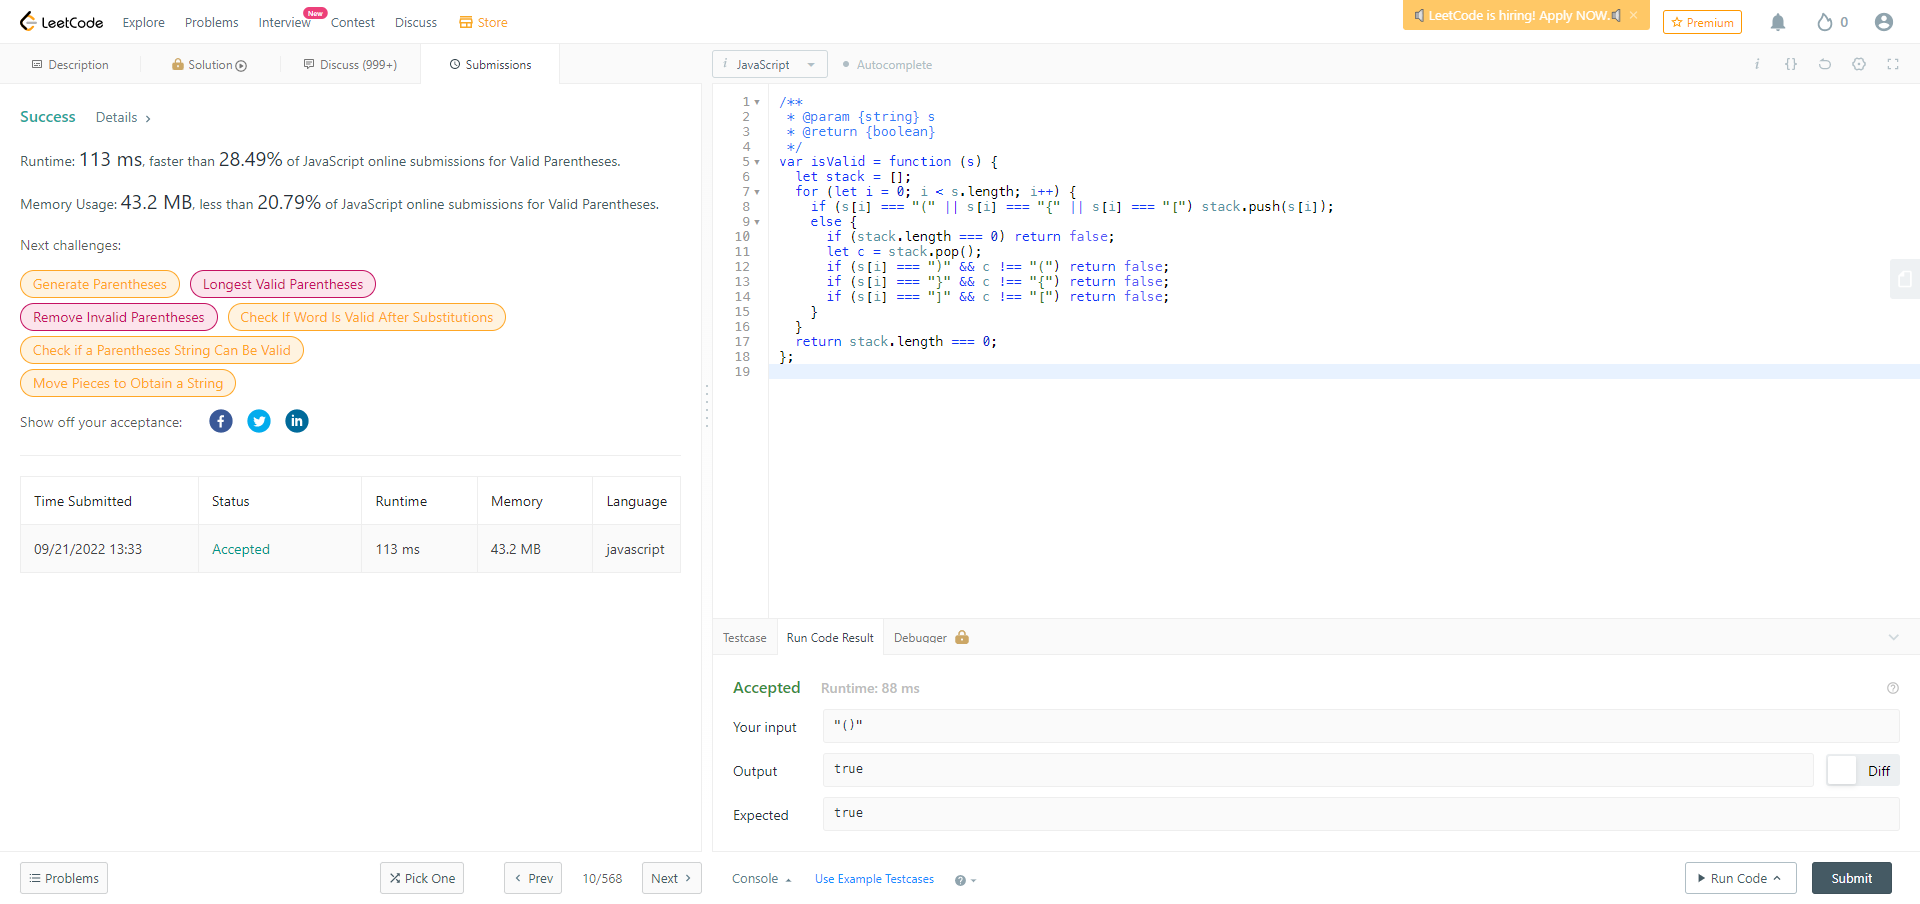 LeetCode
Explore
Problems
Interview
New
Contest
Discuss
Store
LeetCode is hiring! Apply NOW.
×
Premium
0
Description
Solution
Discuss (999+)
Submissions
i JavaScript
Autocomplete
i {}
Success Details >
Runtime: 113 ms, faster than 28.49% of JavaScript online submissions for Valid Parentheses.
Memory Usage: 43.2 MB, less than 20.79% of JavaScript online submissions for Valid Parentheses.
Next challenges:
Generate Parentheses
Longest Valid Parentheses
Remove Invalid Parentheses
Check If Word Is Valid After Substitutions
Check if a Parentheses String Can Be Valid
Move Pieces to Obtain a String
Show off your acceptance:
Time Submitted Status Runtime Memory Language
09/21/2022 13:33 Accepted 113 ms 43.2 MB javascript
1 /**
2  * @param {string} s
3  * @return {boolean}
4  */
5 var isValid = function (s) {
6   let stack = [];
7   for (let i = 0; i < s.length; i++) {
8     if (s[i] === "(" || s[i] === "{" || s[i] === "[") stack.push(s[i]);
9     else {
10       if (stack.length === 0) return false;
11       let c = stack.pop();
12       if (s[i] === ")" && c !== "(") return false;
13       if (s[i] === "}" && c !== "{") return false;
14       if (s[i] === "]" && c !== "[") return false;
15     }
16   }
17   return stack.length === 0;
18 };
19
Testcase
Run Code Result
Debugger
Accepted Runtime: 88 ms
Your input "()"
Output true
Diff
Expected true
Problems
Pick One
< Prev
10/568
Next >
Console
Use Example Testcases
Run Code
Submit